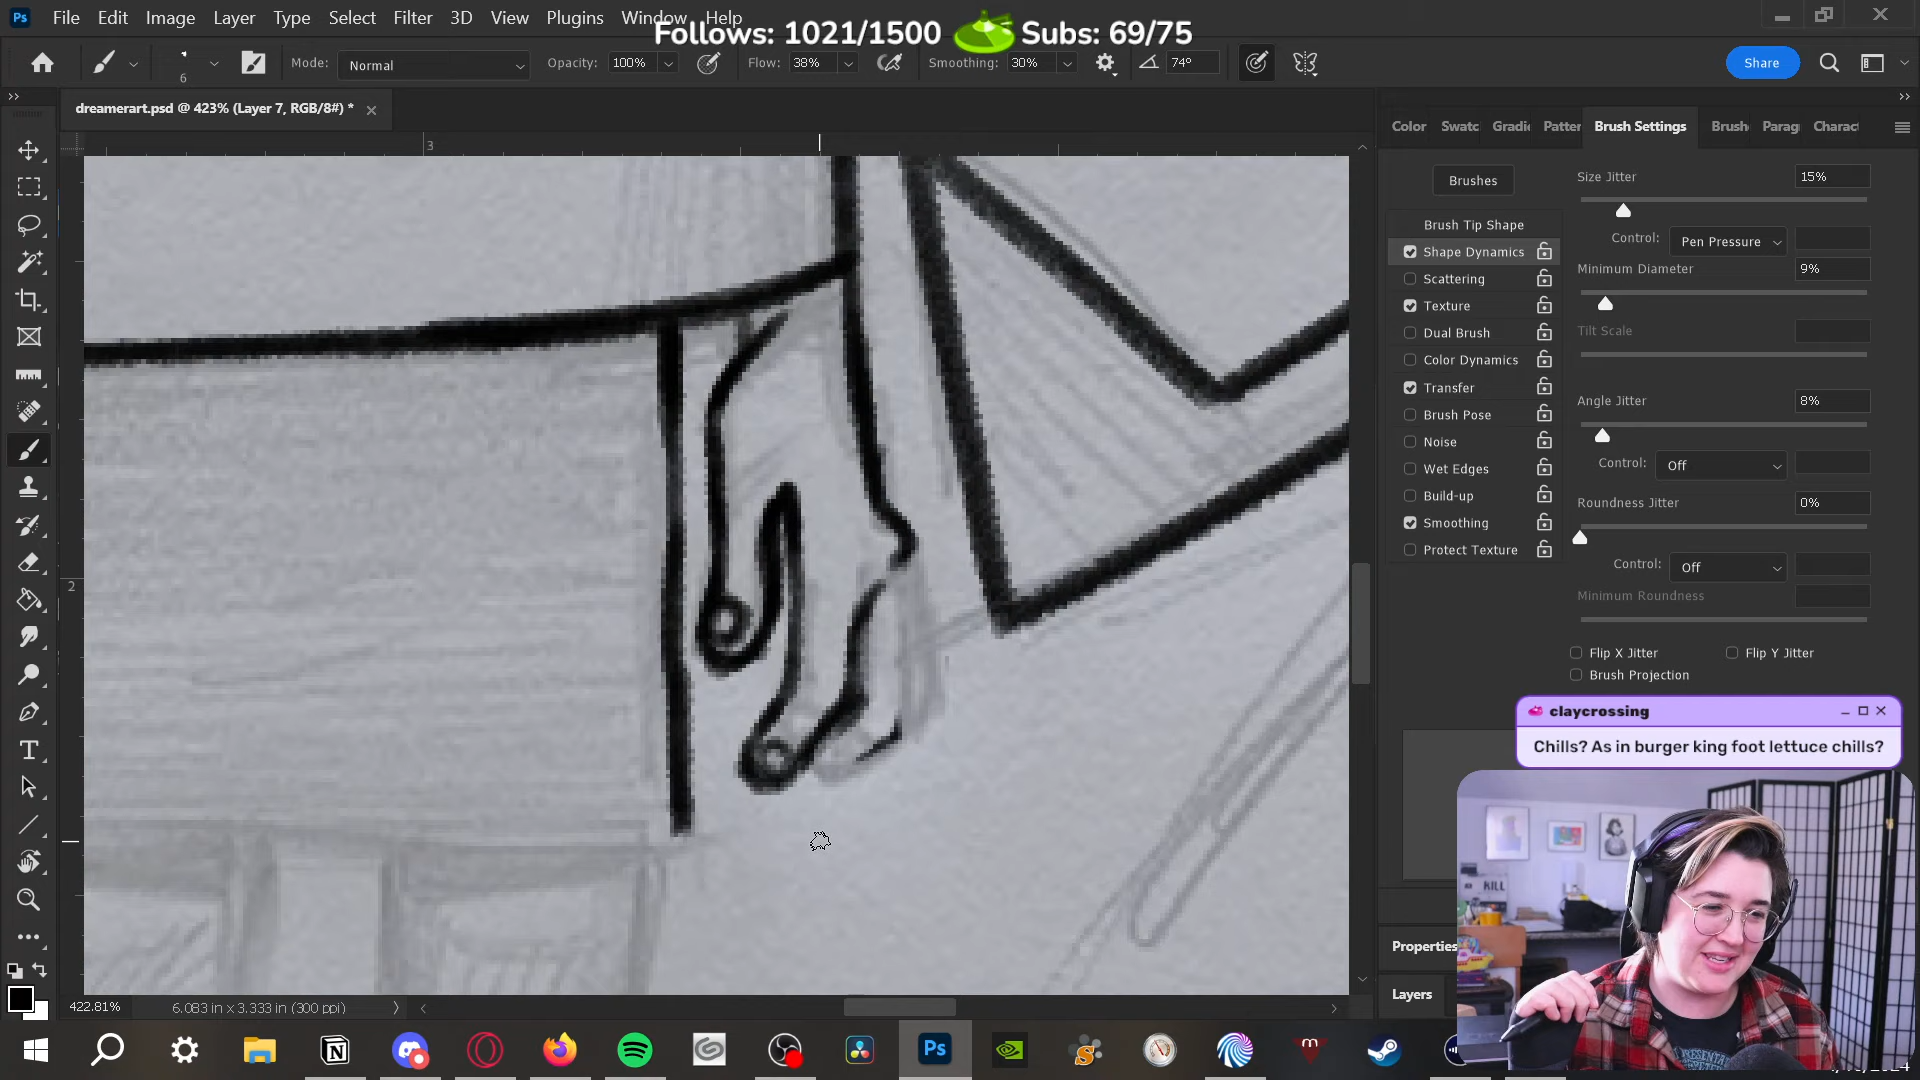 File Edit Image Layer Type Select Filter 3D View Plugins Window Help
Follows: 1021/1500 Subs: 69/75
6 Mode: Normal Opacity: 100% Flow: 38% Smoothing: 30% 74° Share
dreamerart.psd @ 423% (Layer 7, RGB/8#) *
Color Swatc Gradi Patter Brush Settings Brush Parag Charac
3
2
Brushes
Brush Tip Shape
Shape Dynamics
Scattering
Texture
Dual Brush
Color Dynamics
Transfer
Brush Pose
Noise
Wet Edges
Build-up
Smoothing
Protect Texture
Size Jitter 15%
Control: Pen Pressure
Minimum Diameter 9%
Tilt Scale
Angle Jitter 8%
Control: Off
Roundness Jitter 0%
Control: Off
Minimum Roundness
Flip X Jitter Flip Y Jitter
Brush Projection
claycrossing
Chills? As in burger king foot lettuce chills?
KILL
Properties
Layers
422.81% 6.083 in x 3.333 in (300 ppi)
Ps